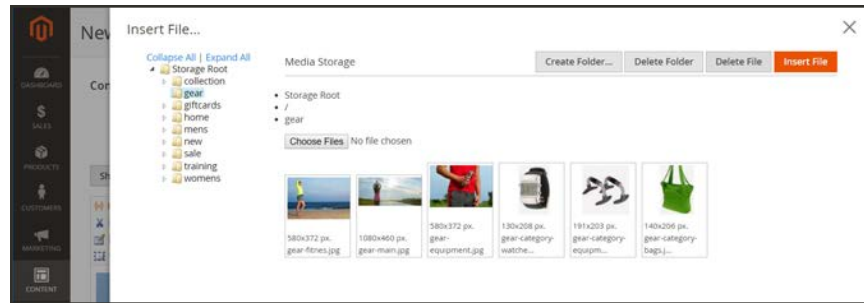 New
Insert File...
Collapse All | Expand All
Storage Root
collection
gear
giftcards
home
mens
new
sale
training
womens
Media Storage
Create Folder...
Delete Folder
Delete File
Insert File
Storage Root
/
gear
Choose Files No file chosen
580x372 px.
gear-fitnes.jpg
1080x460 px.
gear-main.jpg
580x372 px.
gear-
equipment.jpg
130x208 px.
gear-category-
watche...
191x203 px.
gear-category-
equipm...
140x206 px.
gear-category-
bags.j...
DASHBOARD
Con
$
SALES
PRODUCTS
Sh
CUSTOMERS
MARKETING
CONTENT